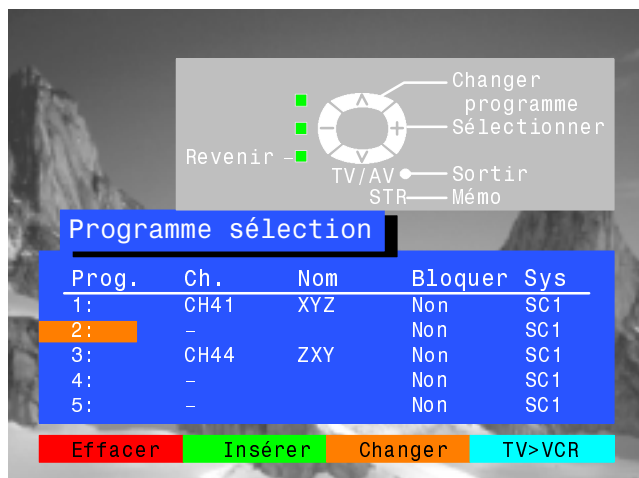 Changer
programme
Sélectionner
Revenir
TV/AV Sortir
STR Mémo
Programme sélection
Prog. Ch. Nom Bloquer Sys
1: CH41 XYZ Non SC1
2: – Non SC1
3: CH44 ZXY Non SC1
4: – Non SC1
5: – Non SC1
Effacer Insérer Changer TV>VCR